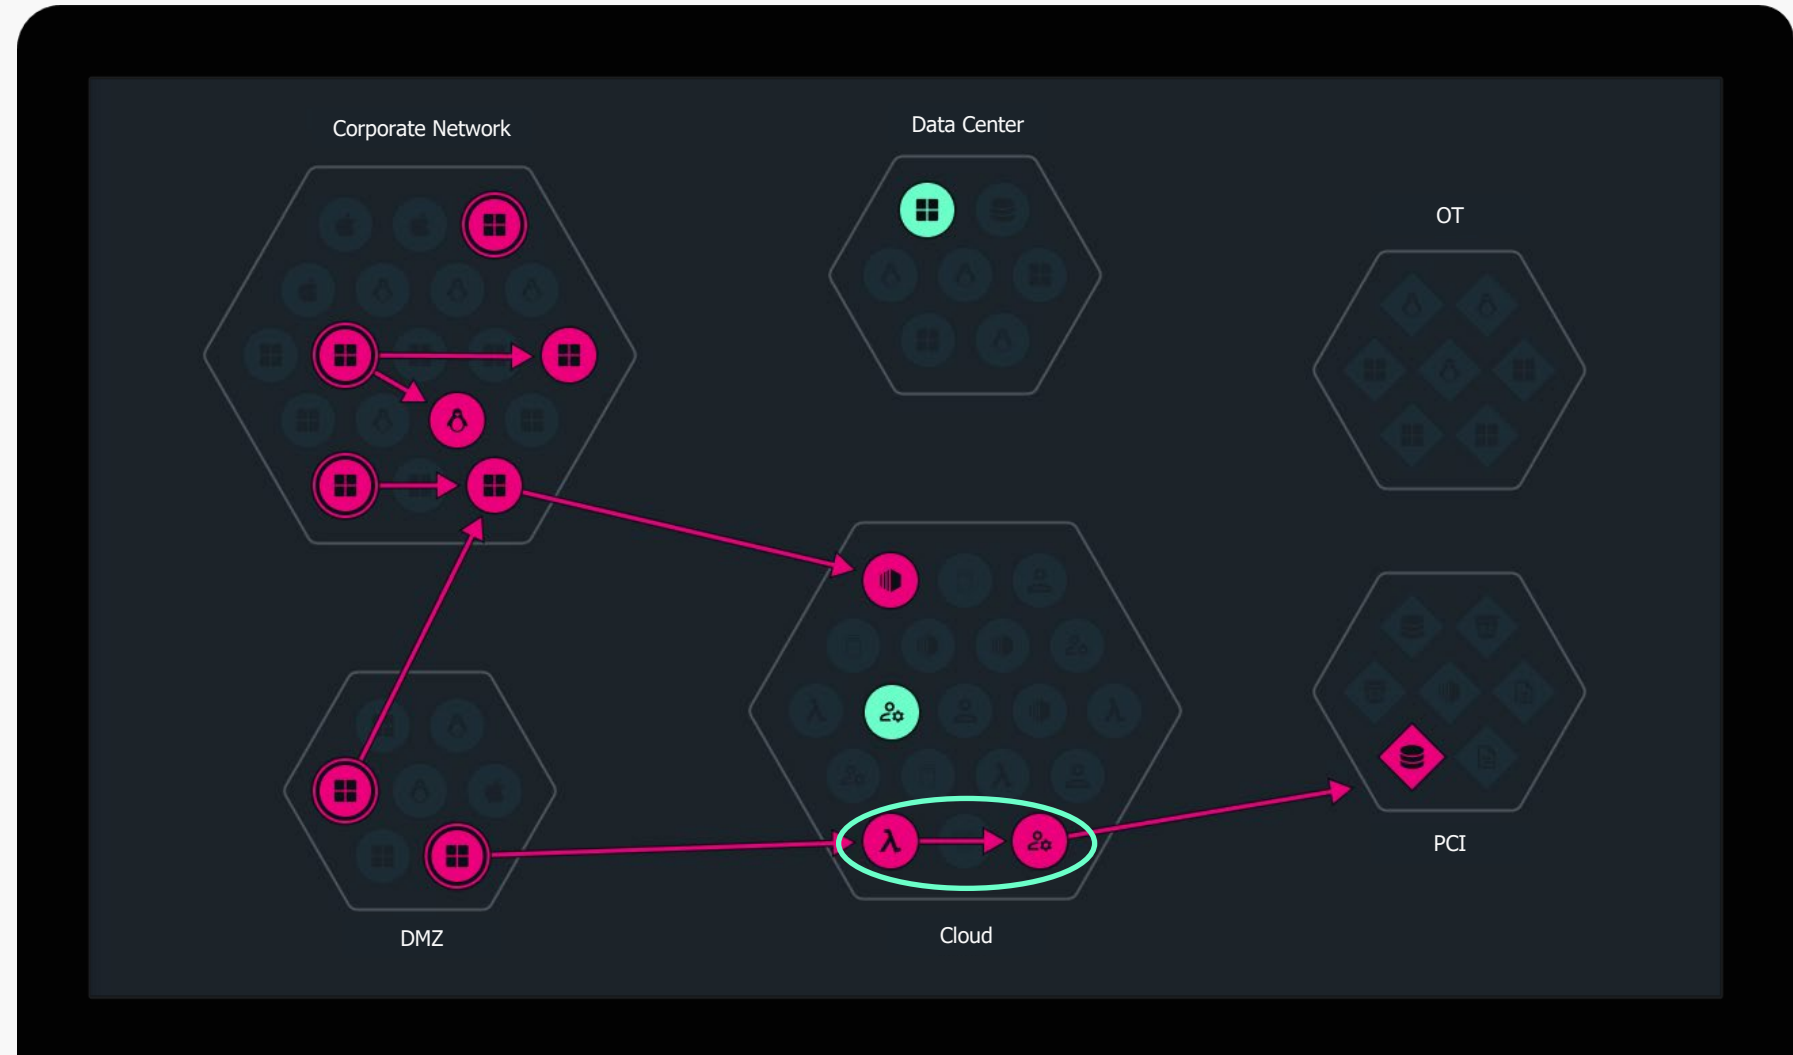 Corporate Network
Data Center
OT
PCI
DMZ
Cloud
λ